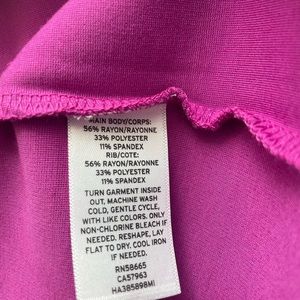 MAIN BODY/CORPS:
56% RAYON/RAYONNE
33% POLYESTER
11% SPANDEX
RIB/COTE:
56% RAYON/RAYONNE
33% POLYESTER
11% SPANDEX
TURN GARMENT INSIDE
OUT, MACHINE WASH
COLD, GENTLE CYCLE,
WITH LIKE COLORS. ONLY
NON-CHLORINE BLEACH IF
NEEDED. RESHAPE, LAY
FLAT TO DRY. COOL IRON
IF NEEDED.
RN58665
CA57963
HA385898MI